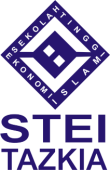 SEKOLAH TINGGI
EKONOMI ISLAM
STEI
TAZKIA